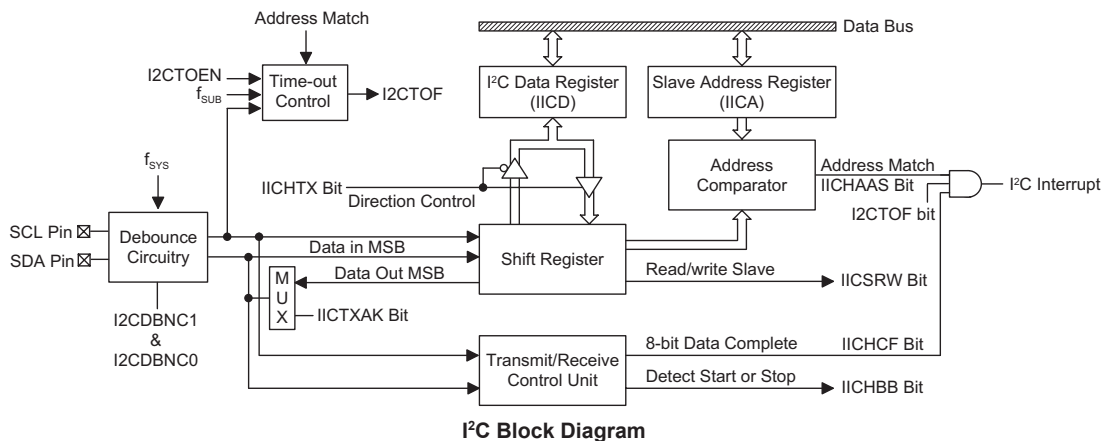 Address Match
Data Bus
I2CTOEN
fSUB
Time-out
Control
I2CTOF
I²C Data Register
(IICD)
Slave Address Register
(IICA)
fSYS
IICHTX Bit
Direction Control
Address
Comparator
Address Match
IICHAAS Bit
I2CTOF bit
I²C Interrupt
SCL Pin
SDA Pin
Debounce
Circuitry
Data in MSB
Shift Register
Data Out MSB
M
U
X
IICTXAK Bit
Read/write Slave
IICSRW Bit
I2CDBNC1
&
I2CDBNC0
Transmit/Receive
Control Unit
8-bit Data Complete
IICHCF Bit
Detect Start or Stop
IICHBB Bit
I²C Block Diagram